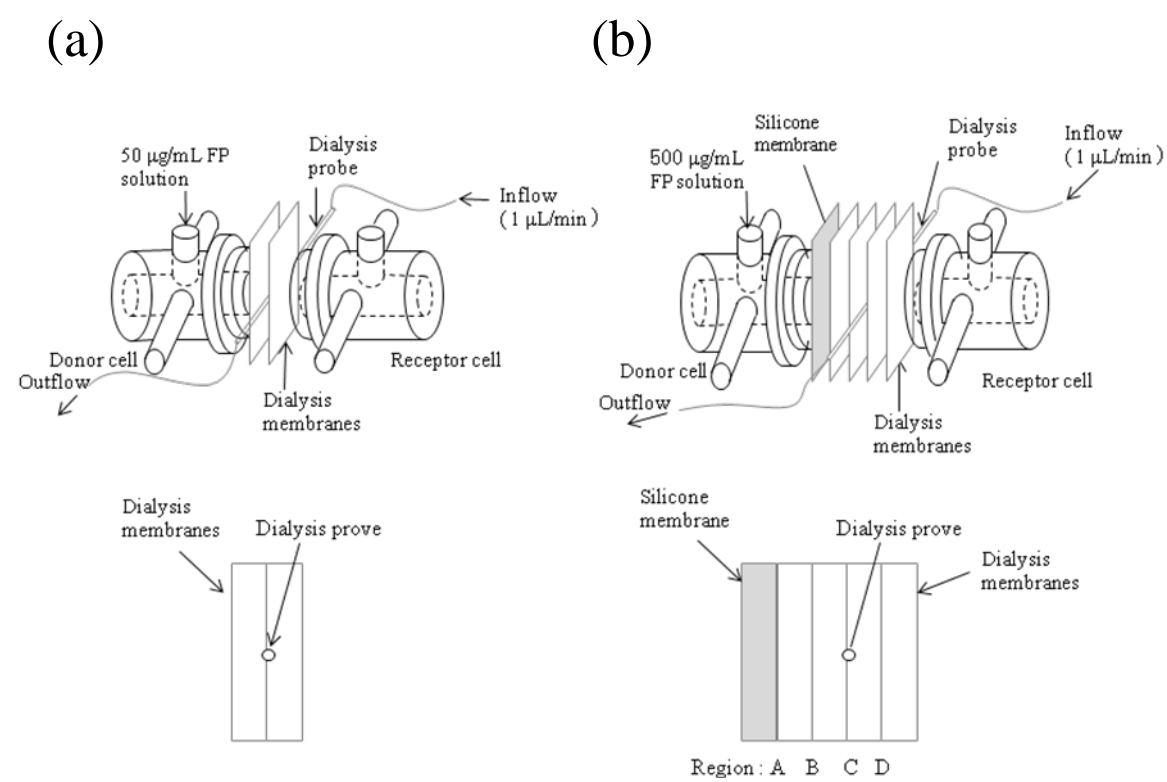 (a)
50 μg/mL FP
solution
Dialysis
probe
Inflow
(1 μL/min )
Donor cell
Outflow
Receptor cell
Dialysis
membranes
Dialysis
membranes
Dialysis prove
(b)
Silicone
membrane
500 μg/mL
FP solution
Dialysis
probe
Inflow
(1 μL/min)
Donor cell
Outflow
Receptor cell
Dialysis
membranes
Silicone
membrane
Dialysis prove
Dialysis
membranes
Region : A B C D